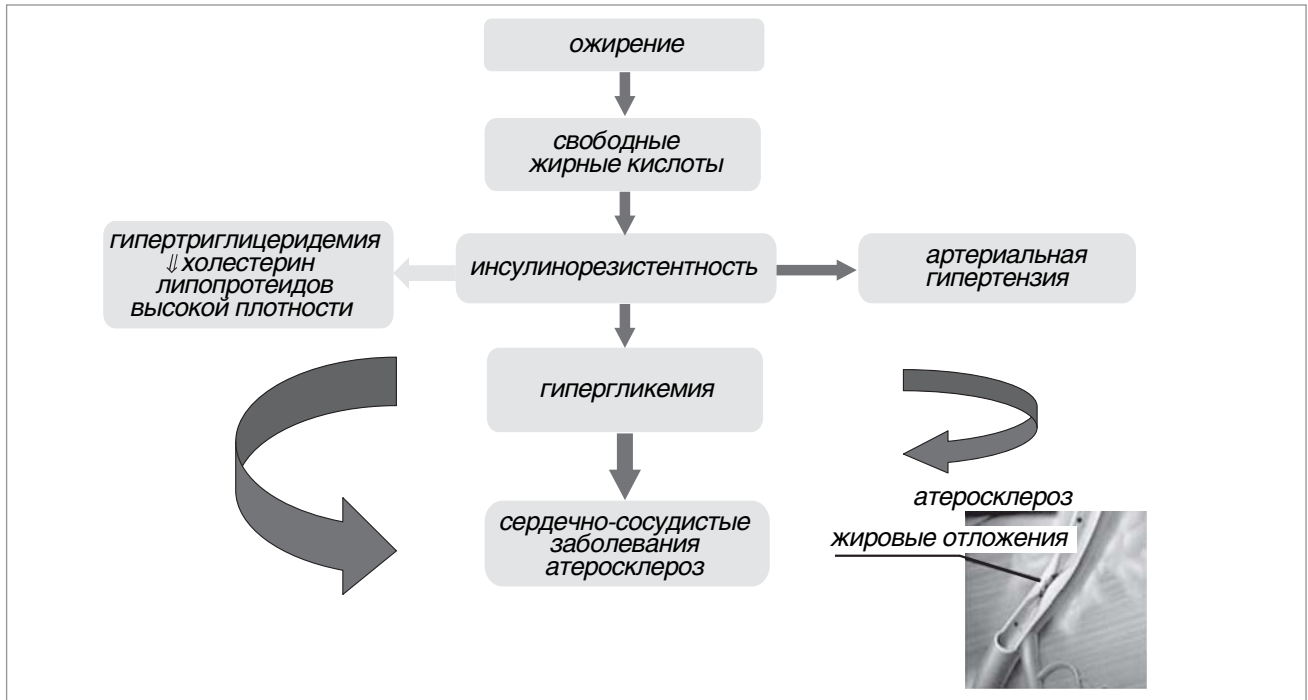 ожирение
свободные
жирные кислоты
гипертриглицеридемия
⇓холестерин
липопротеидов
высокой плотности
инсулинорезистентность
артериальная
гипертензия
гипергликемия
сердечно-сосудистые
заболевания
атеросклероз
атеросклероз
жировые отложения